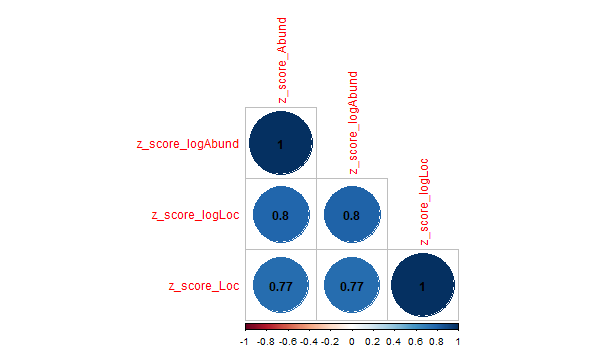 z_score_Abund
z_score_logAbund
z_score_logLoc
z_score_logAbund
1
z_score_logLoc
0.8
0.8
z_score_Loc
0.77
0.77
1
-1 -0.8 -0.6 -0.4 -0.2 0 0.2 0.4 0.6 0.8 1